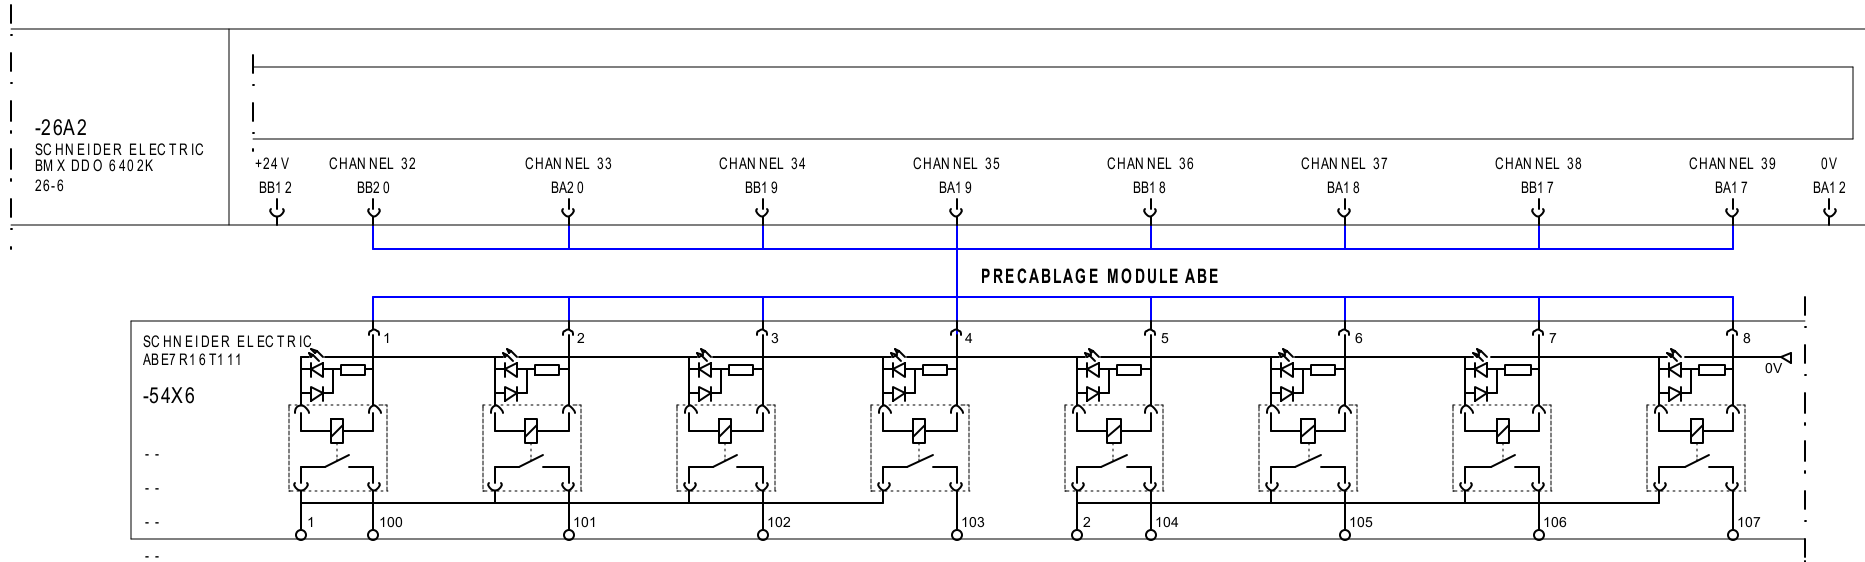 -26A2
SCHNEIDER ELECTRIC
BMX DDO 6402K
26-6
+24V CHANNEL 32 CHANNEL 33 CHANNEL 34 CHANNEL 35 CHANNEL 36 CHANNEL 37 CHANNEL 38 CHANNEL 39 0V
BB12 BB20 BA20 BB19 BA19 BB18 BA18 BB17 BA17 BA12
PRECABLAGE MODULE ABE
SCHNEIDER ELECTRIC
ABE7R16T111
-54X6
1 2 3 4 5 6 7 8
0V
--
--
--
--
1 100 101 102 103 2 104 105 106 107